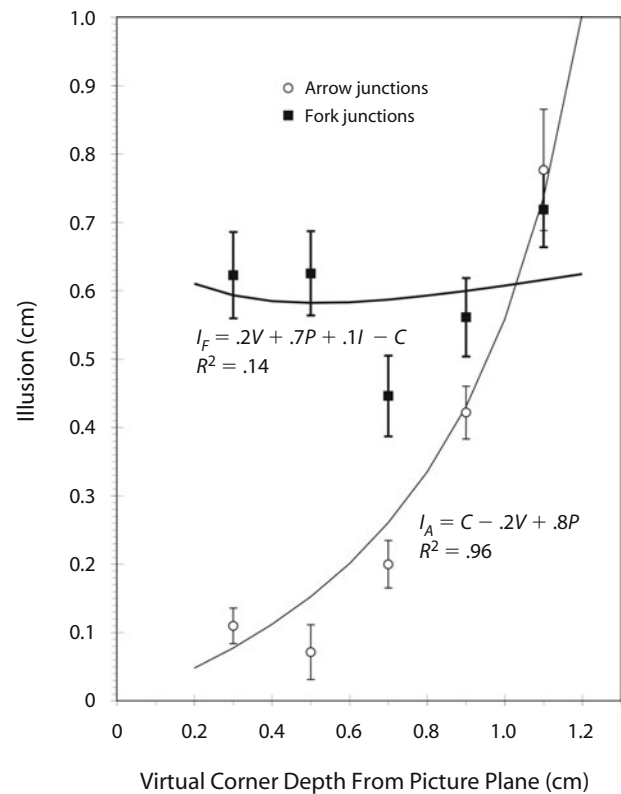 1.0
0.9
Arrow junctions
Fork junctions
0.8
0.7
0.6
I_F = .2V + .7P + .1I − C
R² = .14
0.5
0.4
0.3
I_A = C − .2V + .8P
R² = .96
0.2
0.1
0
0 0.2 0.4 0.6 0.8 1.0 1.2
Illusion (cm)
Virtual Corner Depth From Picture Plane (cm)